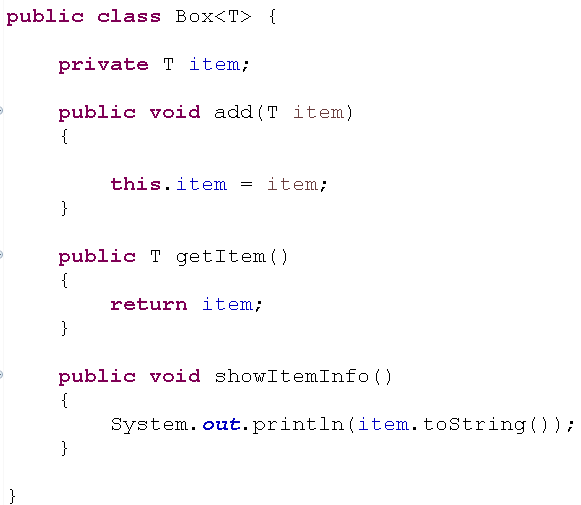 public class Box<T> {
private T item;
public void add(T item)
{
this.item = item;
}
public T getItem()
{
return item;
}
public void showItemInfo()
{
System.out.println(item.toString());
}
}